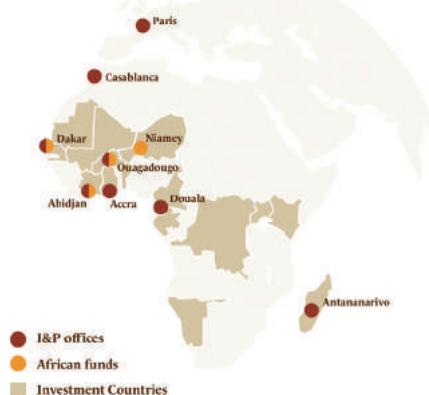 Paris
Casablanca
Dakar
Niamey
Ouagadougo
Abidjan
Accra
Douala
Antananarivo
I&P offices
African funds
Investment Countries